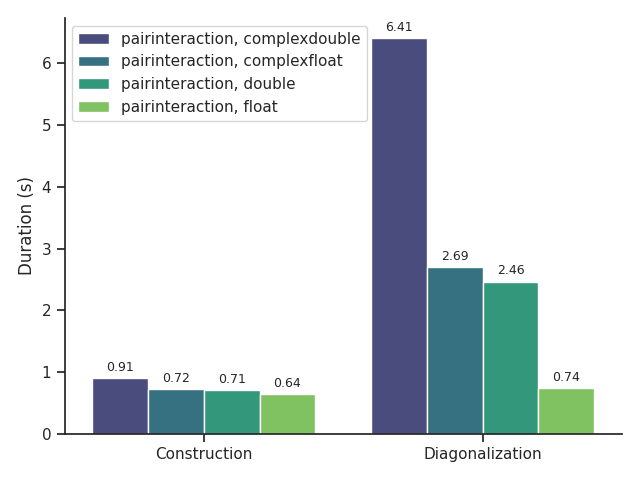 pairinteraction, complexdouble
pairinteraction, complexfloat
pairinteraction, double
pairinteraction, float
Duration (s)
6
5
4
3
2
1
0
0.91
0.72
0.71
0.64
6.41
2.69
2.46
0.74
Construction
Diagonalization